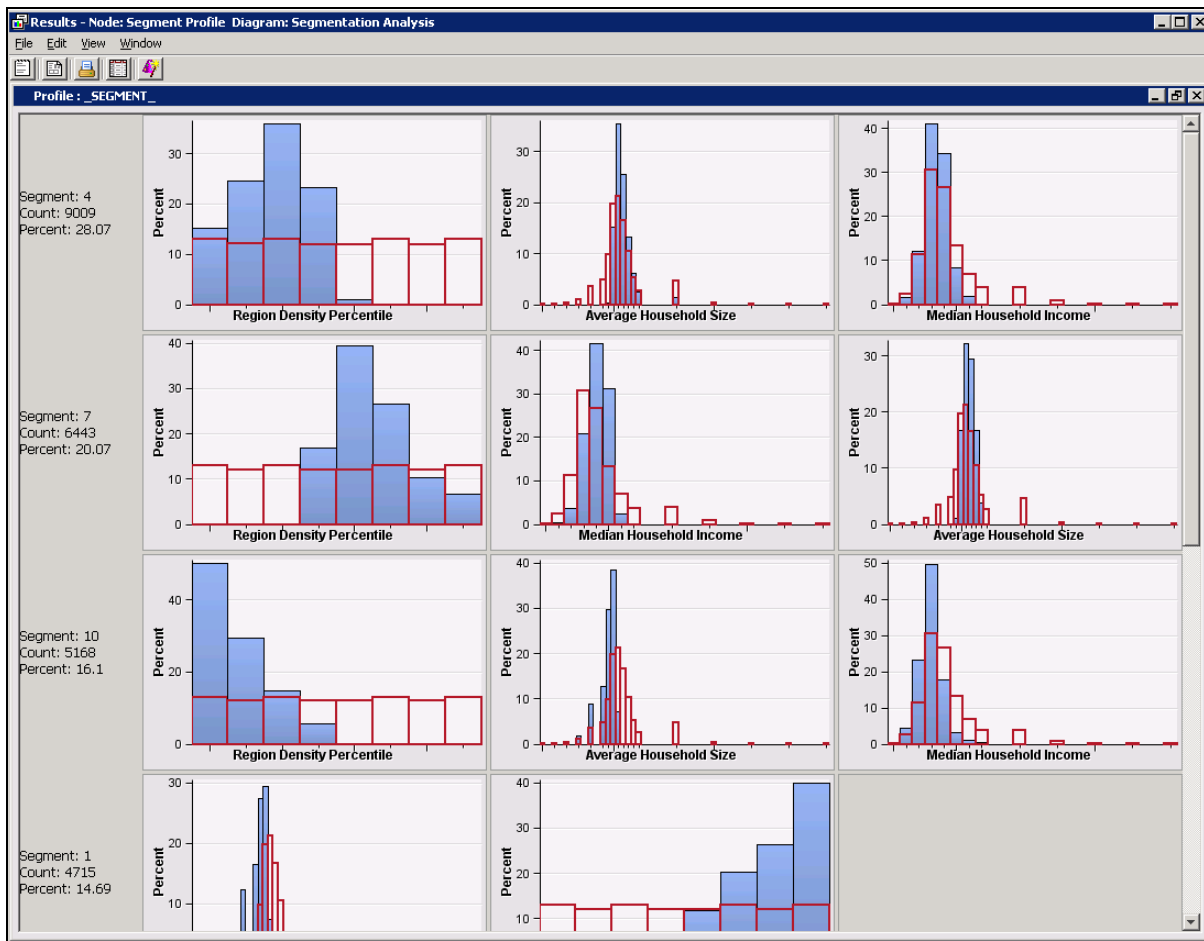 Results - Node: Segment Profile Diagram: Segmentation Analysis
File Edit View Window
Profile : _SEGMENT_
Segment: 4
Count: 9009
Percent: 28.07
Percent
30
20
10
0
Region Density Percentile
Percent
30
20
10
0
Average Household Size
Percent
40
30
20
10
0
Median Household Income
Segment: 7
Count: 6443
Percent: 20.07
Percent
40
30
20
10
0
Region Density Percentile
Percent
40
30
20
10
0
Median Household Income
Percent
30
20
10
0
Average Household Size
Segment: 10
Count: 5168
Percent: 16.1
Percent
40
20
0
Region Density Percentile
Percent
40
30
20
10
0
Average Household Size
Percent
50
40
30
20
10
0
Median Household Income
Segment: 1
Count: 4715
Percent: 14.69
Percent
30
20
10
Percent
40
30
20
10